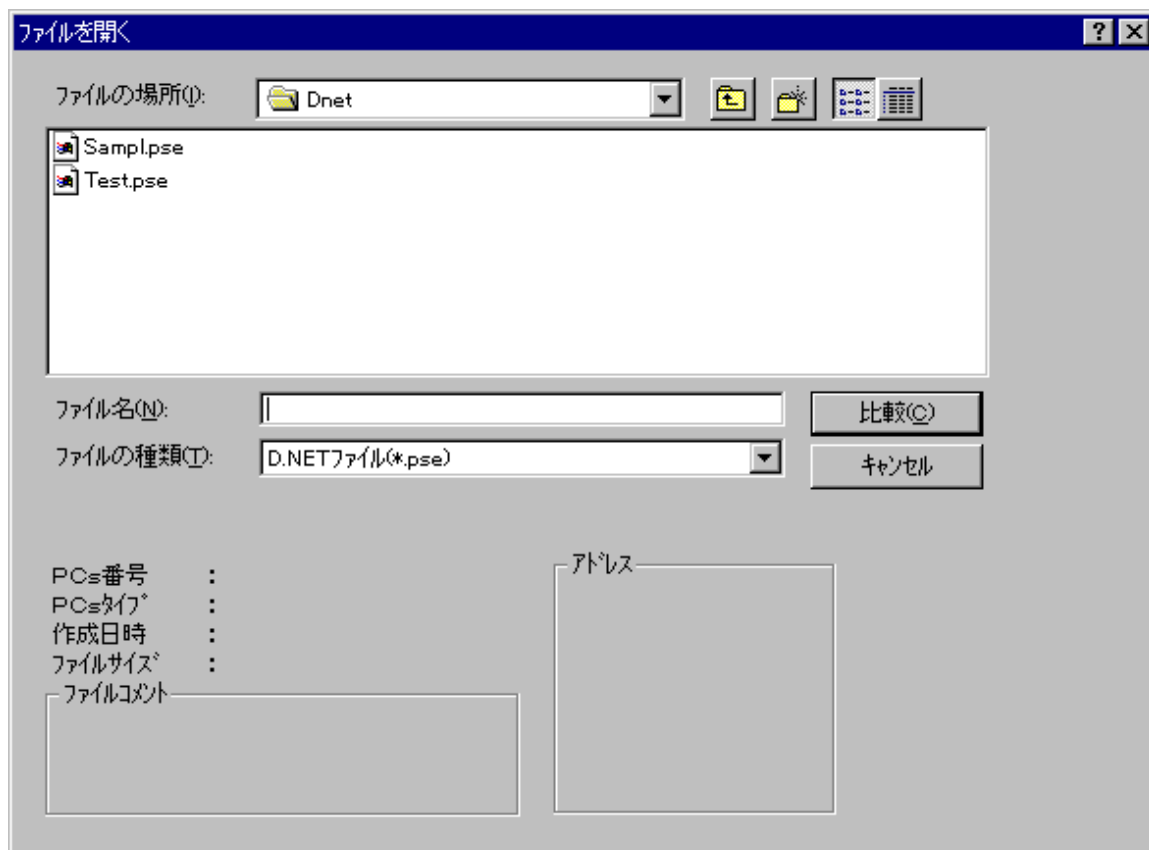 ファイルを開く
ファイルの場所(I):
Dnet
Sampl.pse
Test.pse
ファイル名(N):
比較(C)
ファイルの種類(T):
D.NETファイル(*.pse)
キャンセル
PCs番号 :
PCsタイプ :
作成日時 :
ファイルサイズ :
ファイルコメント
アドレス